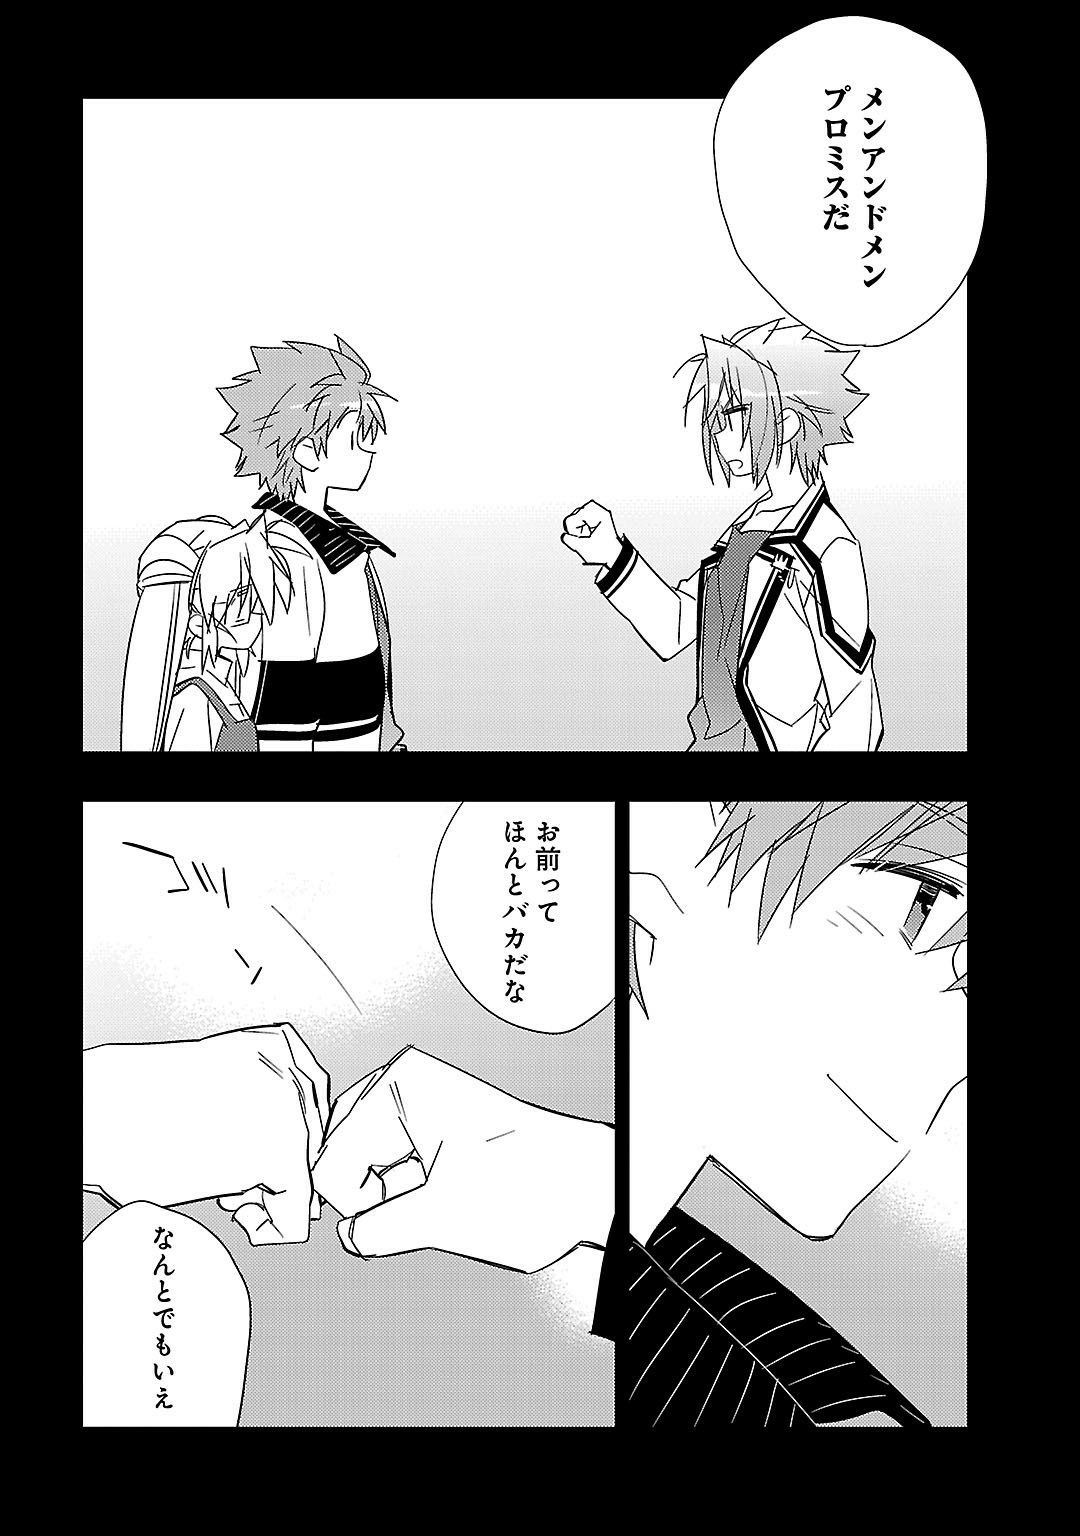 メンアンドメン
プロミスだ
お前って
ほんとバカだな
なんとでもいえ